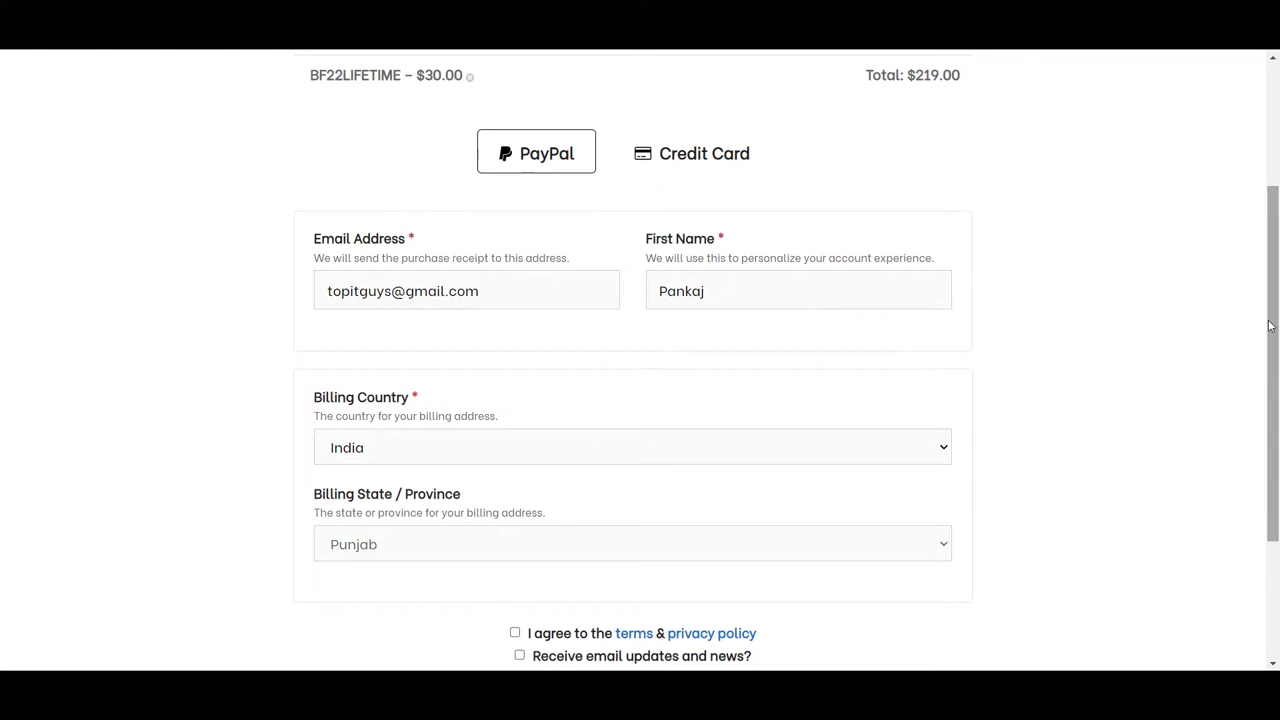 BF22LIFETIME – $30.00 Total: $219.00
PayPal Credit Card
Email Address * First Name *
We will send the purchase receipt to this address. We will use this to personalize your account experience.
topitguys@gmail.com Pankaj
Billing Country *
The country for your billing address.
India
Billing State / Province
The state or province for your billing address.
Punjab
I agree to the terms & privacy policy
Receive email updates and news?